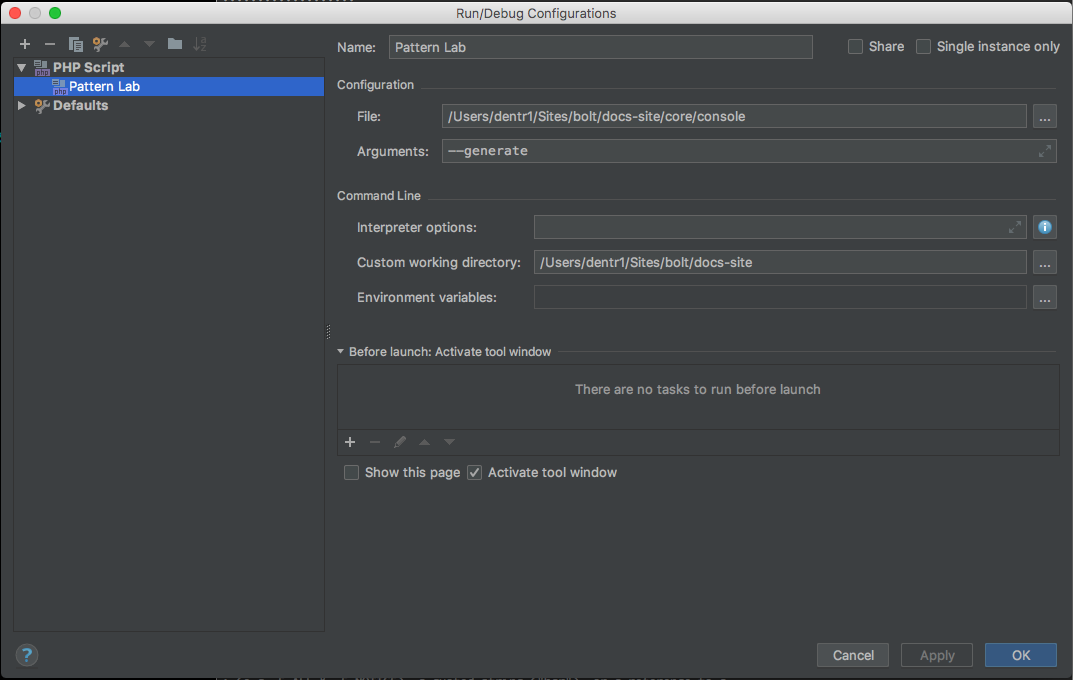 Run/Debug Configurations
Name: Pattern Lab
Share
Single instance only
PHP Script
Pattern Lab
Defaults
Configuration
File: /Users/dentr1/Sites/bolt/docs-site/core/console ...
Arguments: --generate
Command Line
Interpreter options:
Custom working directory: /Users/dentr1/Sites/bolt/docs-site ...
Environment variables: ...
Before launch: Activate tool window
There are no tasks to run before launch
Show this page
Activate tool window
? Cancel Apply OK